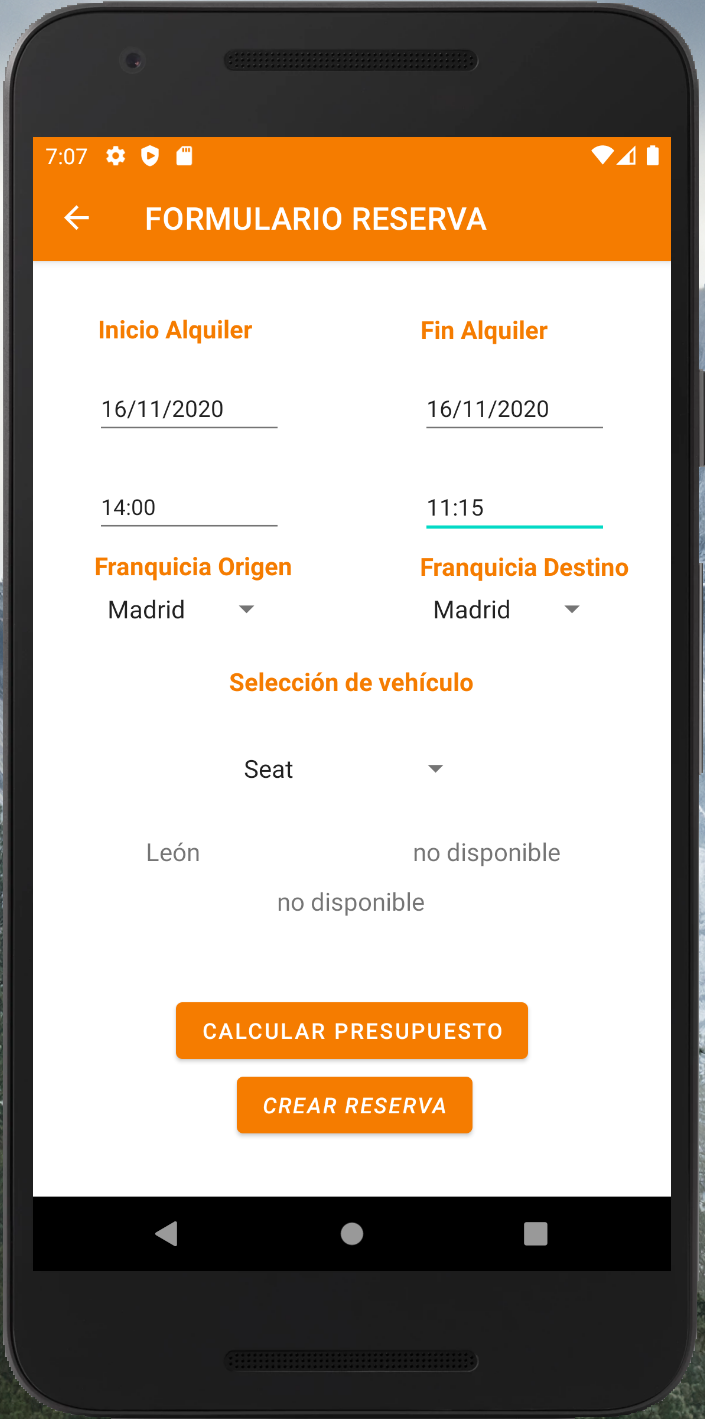 7:07
FORMULARIO RESERVA
Inicio Alquiler
Fin Alquiler
16/11/2020
16/11/2020
14:00
11:15
Franquicia Origen
Franquicia Destino
Madrid
Madrid
Selección de vehículo
Seat
León
no disponible
no disponible
CALCULAR PRESUPUESTO
CREAR RESERVA